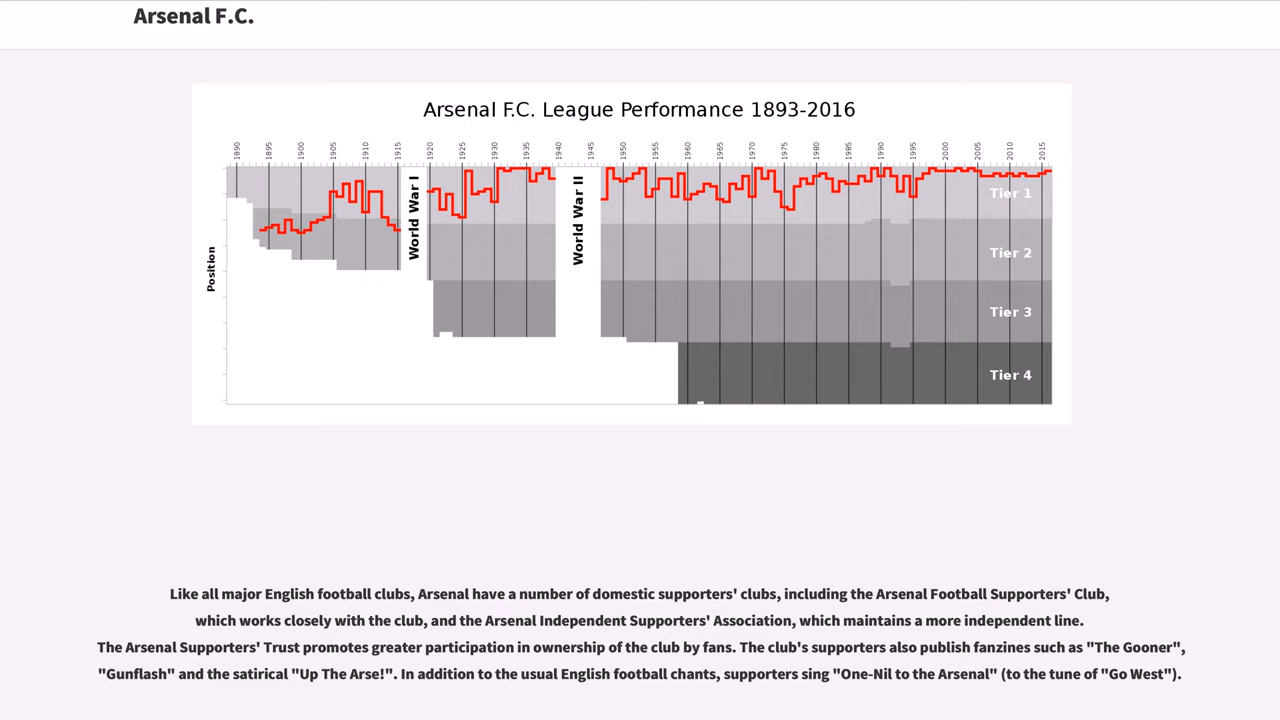 Arsenal F.C.
Arsenal F.C. League Performance 1893-2016
1890 1895 1900 1905 1910 1915 1920 1925 1930 1935 1940 1945 1950 1955 1960 1965 1970 1975 1980 1985 1990 1995 2000 2005 2010 2015
World War I
World War II
Position
Tier 1
Tier 2
Tier 3
Tier 4
Like all major English football clubs, Arsenal have a number of domestic supporters' clubs, including the Arsenal Football Supporters' Club,
which works closely with the club, and the Arsenal Independent Supporters' Association, which maintains a more independent line.
The Arsenal Supporters' Trust promotes greater participation in ownership of the club by fans. The club's supporters also publish fanzines such as "The Gooner",
"Gunflash" and the satirical "Up The Arse!". In addition to the usual English football chants, supporters sing "One-Nil to the Arsenal" (to the tune of "Go West").